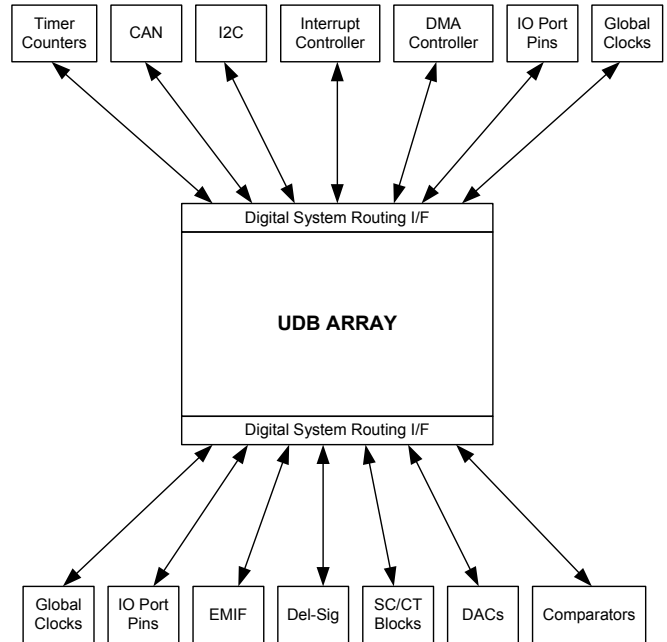 Timer
Counters
CAN
I2C
Interrupt
Controller
DMA
Controller
IO Port
Pins
Global
Clocks
Digital System Routing I/F
UDB ARRAY
Digital System Routing I/F
Global
Clocks
IO Port
Pins
EMIF
Del-Sig
SC/CT
Blocks
DACs
Comparators